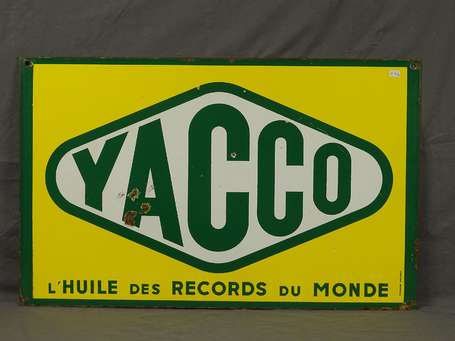 YACCO
L'HUILE DES RECORDS DU MONDE